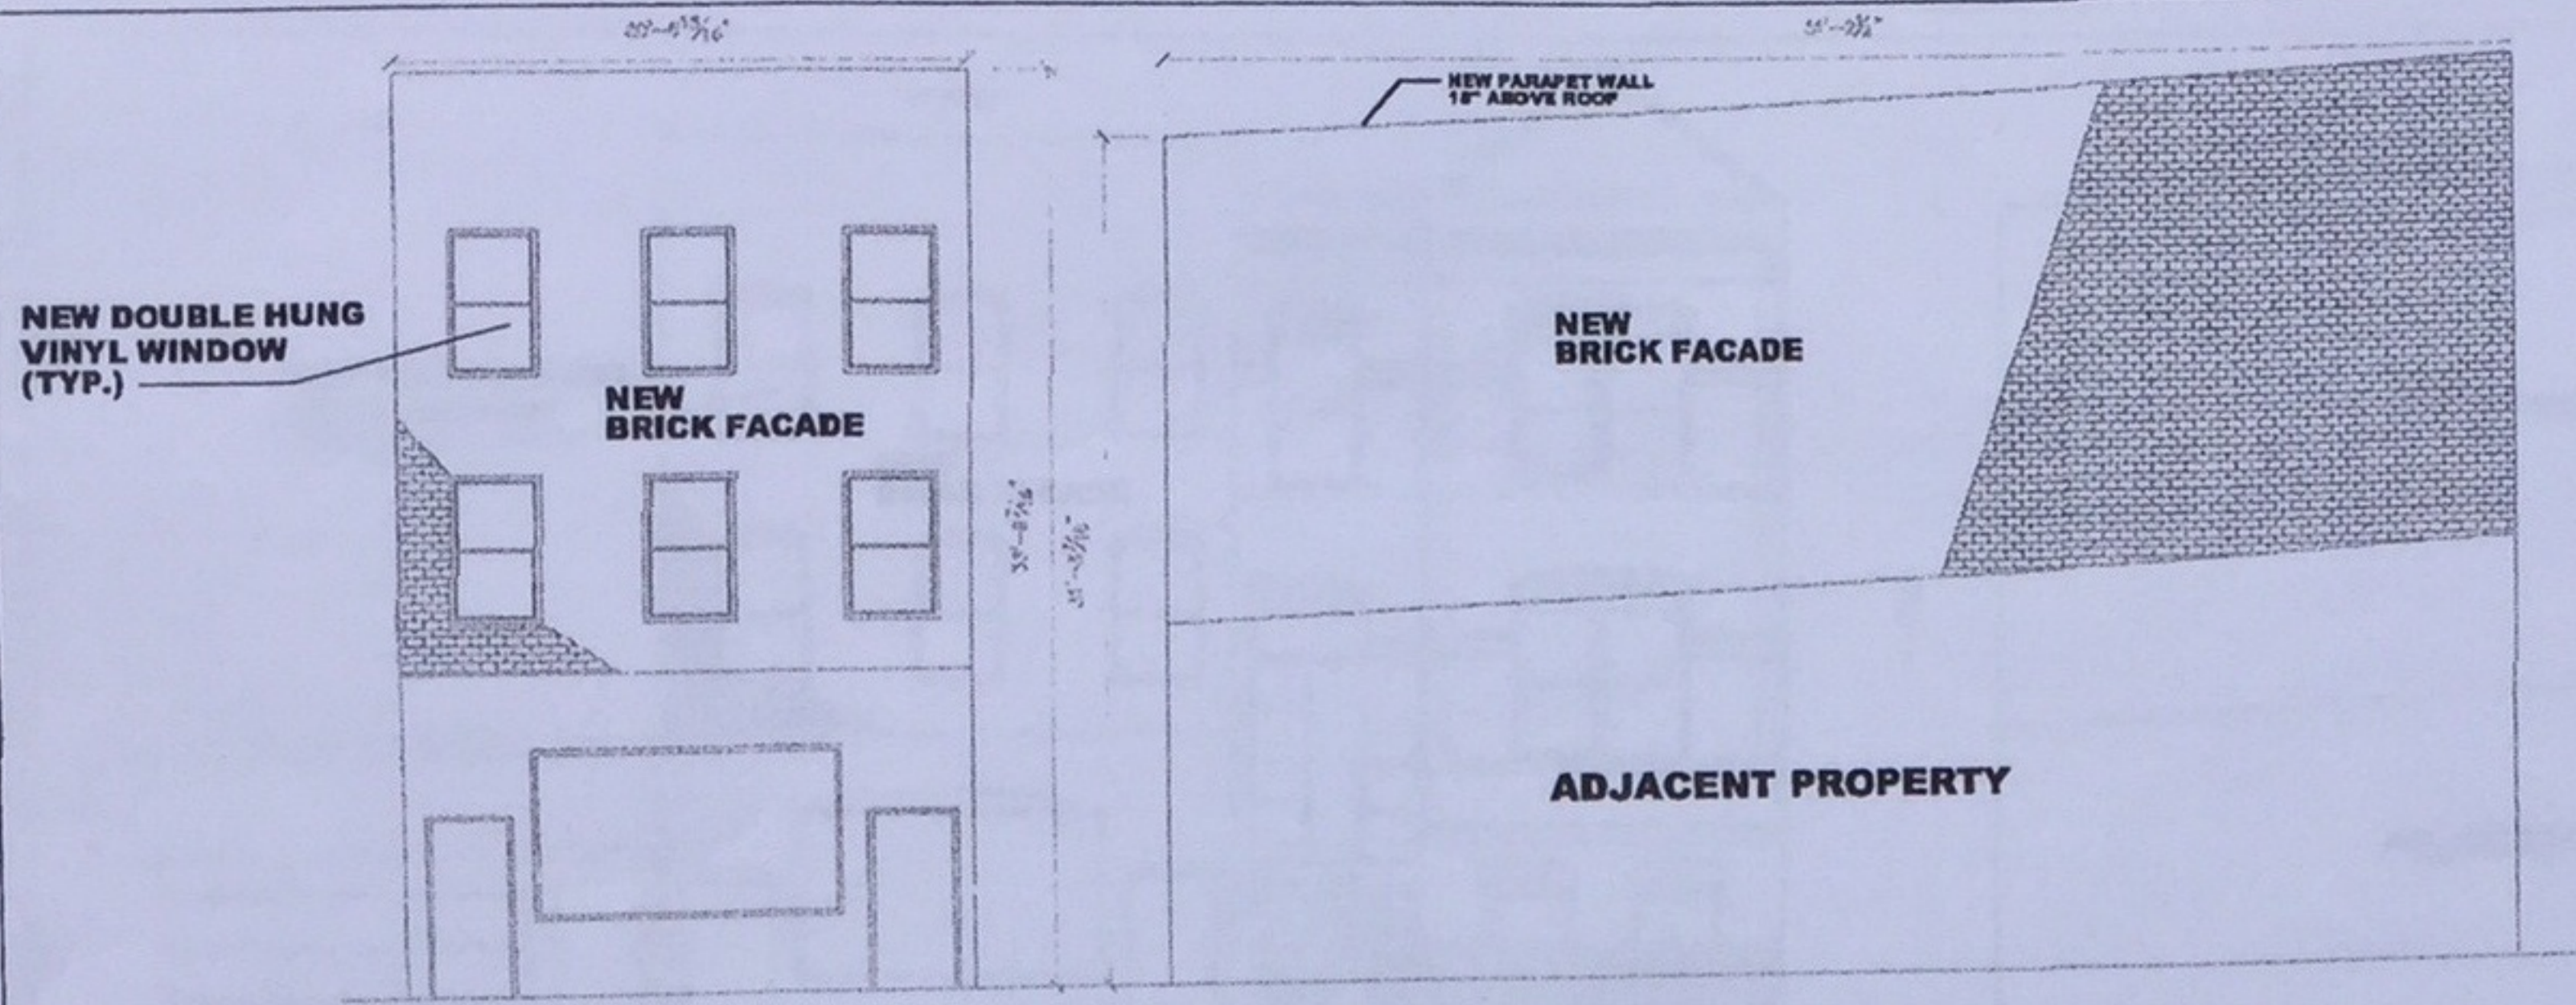 NEW PARAPET WALL
18" ABOVE ROOF
NEW DOUBLE HUNG
VINYL WINDOW
(TYP.)
NEW
BRICK FACADE
NEW
BRICK FACADE
ADJACENT PROPERTY